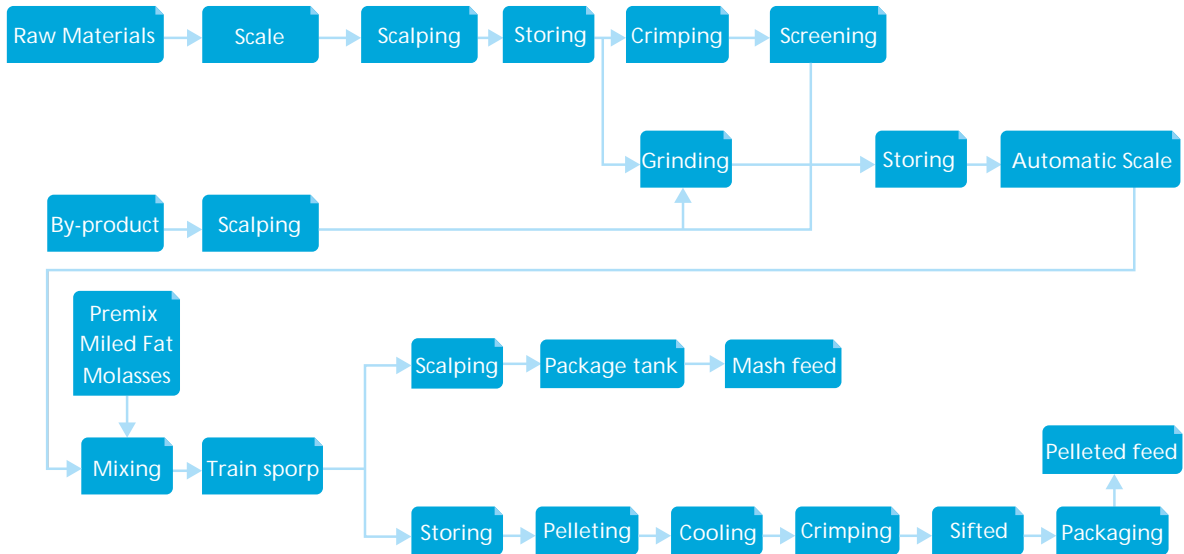 Raw Materials
Scale
Scalping
Storing
Crimping
Screening
Grinding
Storing
Automatic Scale
By-product
Scalping
Premix
Miled Fat
Molasses
Scalping
Package tank
Mash feed
Mixing
Train sporp
Pelleted feed
Storing
Pelleting
Cooling
Crimping
Sifted
Packaging